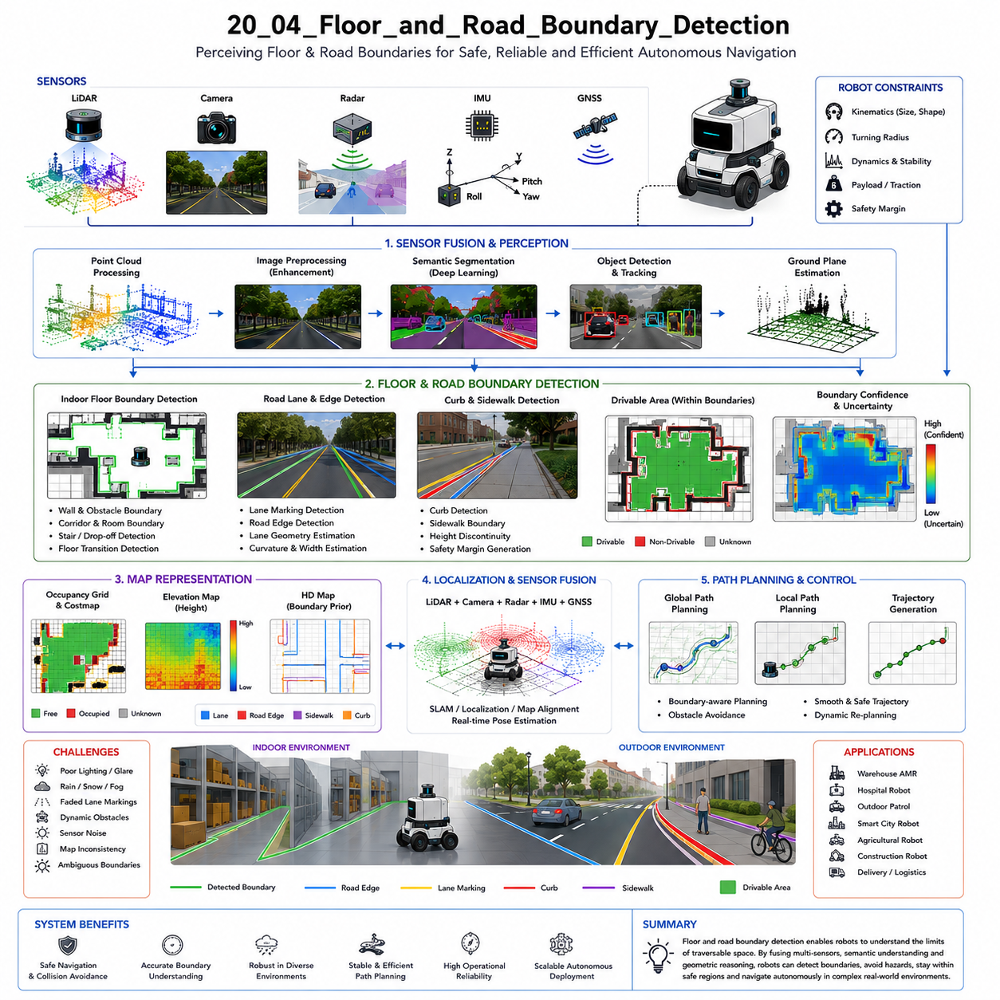 20_04_Floor_and_Road_Boundary_Detection
Perceiving Floor & Road Boundaries for Safe, Reliable and Efficient Autonomous Navigation
SENSORS
LiDAR
Camera
Radar
IMU
GNSS
Z
Y
Pitch
Roll
Yaw
ROBOT CONSTRAINTS
Kinematics (Size, Shape)
Turning Radius
Dynamics & Stability
6
Payload / Traction
Safety Margin
1. SENSOR FUSION & PERCEPTION
Point Cloud
Processing
Image Preprocessing
(Enhancement)
Semantic Segmentation
(Deep Learning)
Object Detection
& Tracking
Ground Plane
Estimation
2. FLOOR & ROAD BOUNDARY DETECTION
Indoor Floor Boundary Detection
• Wall & Obstacle Boundary
• Corridor & Room Boundary
• Stair / Drop-off Detection
• Floor Transition Detection
Road Lane & Edge Detection
• Lane Marking Detection
• Road Edge Detection
• Lane Geometry Estimation
• Curvature & Width Estimation
Curb & Sidewalk Detection
• Curb Detection
• Sidewalk Boundary
• Height Discontinuity
• Safety Margin Generation
Drivable Area (Within Boundaries)
Drivable
Non-Drivable
Unknown
Boundary Confidence
& Uncertainty
High
(Confident)
Low
(Uncertain)
3. MAP REPRESENTATION
Occupancy Grid
& Costmap
Free
Occupied
Unknown
Elevation Map
(Height)
High
Low
HD Map
(Boundary Prior)
Lane
Road Edge
Sidewalk
Curb
4. LOCALIZATION & SENSOR FUSION
LiDAR + Camera + Radar + IMU + GNSS
SLAM / Localization / Map Alignment
Real-time Pose Estimation
5. PATH PLANNING & CONTROL
Global Path
Planning
Local Path
Planning
Trajectory
Generation
• Boundary-aware Planning
• Obstacle Avoidance
• Smooth & Safe Trajectory
• Dynamic Re-planning
CHALLENGES
Poor Lighting / Glare
Rain / Snow / Fog
Faded Lane Markings
Dynamic Obstacles
Sensor Noise
Map Inconsistency
Ambiguous Boundaries
INDOOR ENVIRONMENT
OUTDOOR ENVIRONMENT
Detected Boundary
Road Edge
Lane Marking
Curb
Sidewalk
Drivable Area
APPLICATIONS
Warehouse AMR
Hospital Robot
Outdoor Patrol
Smart City Robot
Agricultural Robot
Construction Robot
Delivery / Logistics
SYSTEM BENEFITS
Safe Navigation
& Collision Avoidance
Accurate Boundary
Understanding
Robust in Diverse
Environments
Stable & Efficient
Path Planning
High Operational
Reliability
Scalable Autonomous
Deployment
SUMMARY
Floor and road boundary detection enables robots to understand the limits
of traversable space. By fusing multi-sensors, semantic understanding and
geometric reasoning, robots can detect boundaries, avoid hazards, stay within
safe regions and navigate autonomously in complex real-world environments.